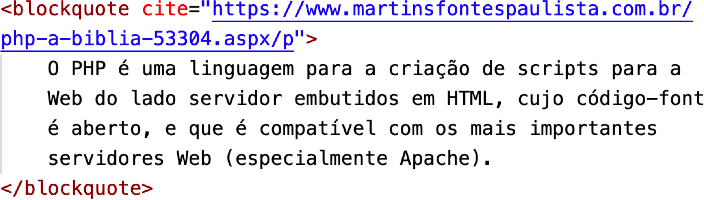 <blockquote cite="https://www.martinsfontespaulista.com.br/
php-a-biblia-53304.aspx/p">
O PHP é uma linguagem para a criação de scripts para a
Web do lado servidor embutidos em HTML, cujo código-font
é aberto, e que é compatível com os mais importantes
servidores Web (especialmente Apache).
</blockquote>